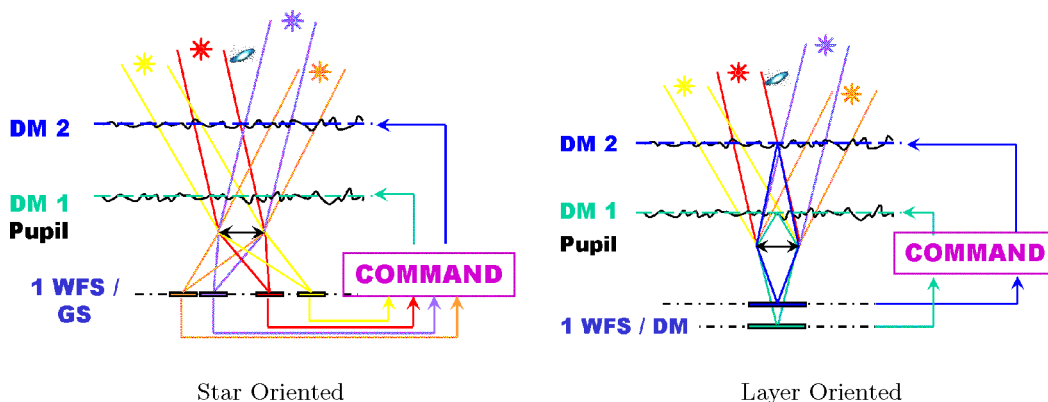 DM 2
DM 1
Pupil
1 WFS /
GS
COMMAND
Star Oriented
DM 2
DM 1
Pupil
COMMAND
1 WFS / DM
Layer Oriented